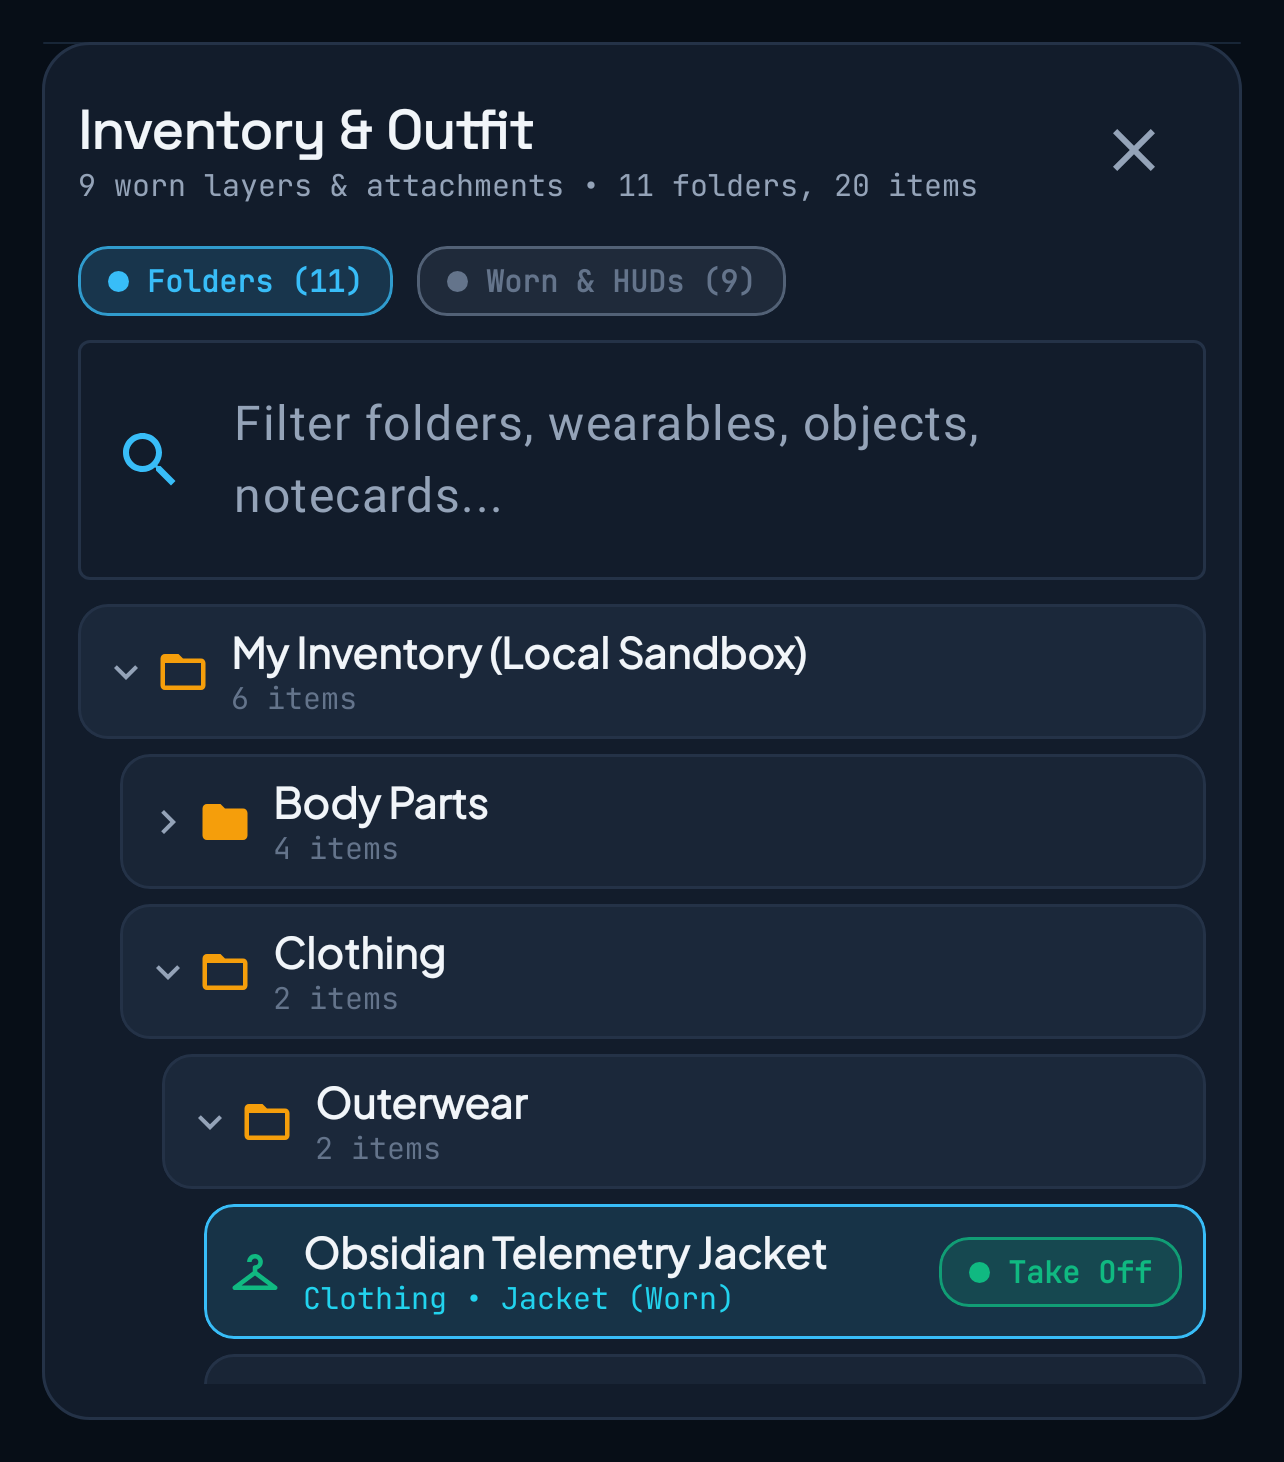 Inventory & Outfit
9 worn layers & attachments • 11 folders, 20 items
Folders (11)
Worn & HUDs (9)
Filter folders, wearables, objects,
notecards...
My Inventory (Local Sandbox)
6 items
Body Parts
4 items
Clothing
2 items
Outerwear
2 items
Obsidian Telemetry Jacket
Clothing • Jacket (Worn)
Take Off